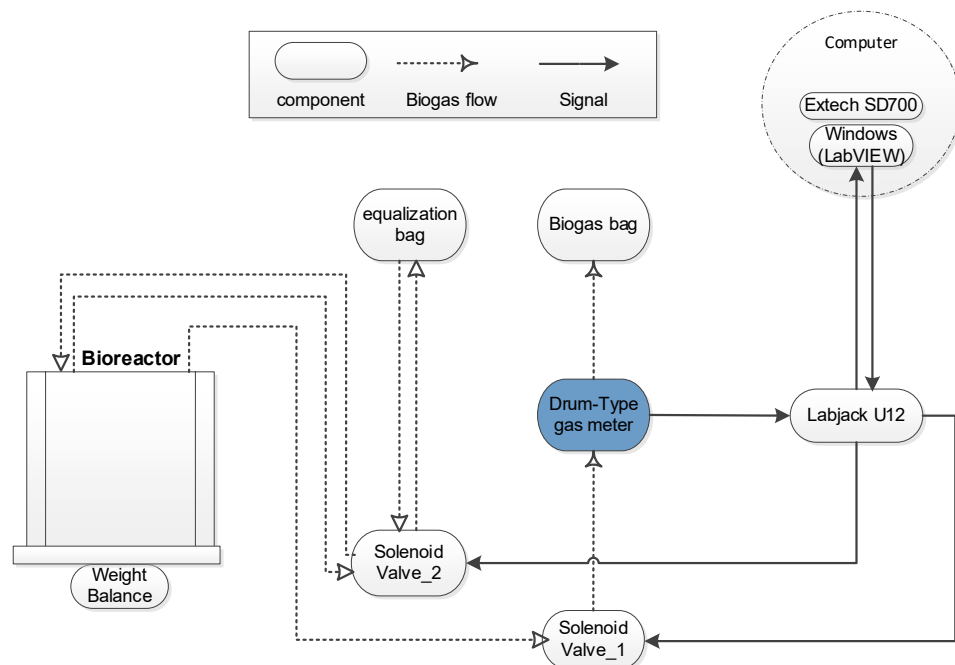 Computer
component
Biogas flow
Signal
Extech SD700
Windows
(LabVIEW)
equalization
bag
Biogas bag
Bioreactor
Drum-Type
gas meter
Labjack U12
Solenoid
Valve_2
Weight
Balance
Solenoid
Valve_1